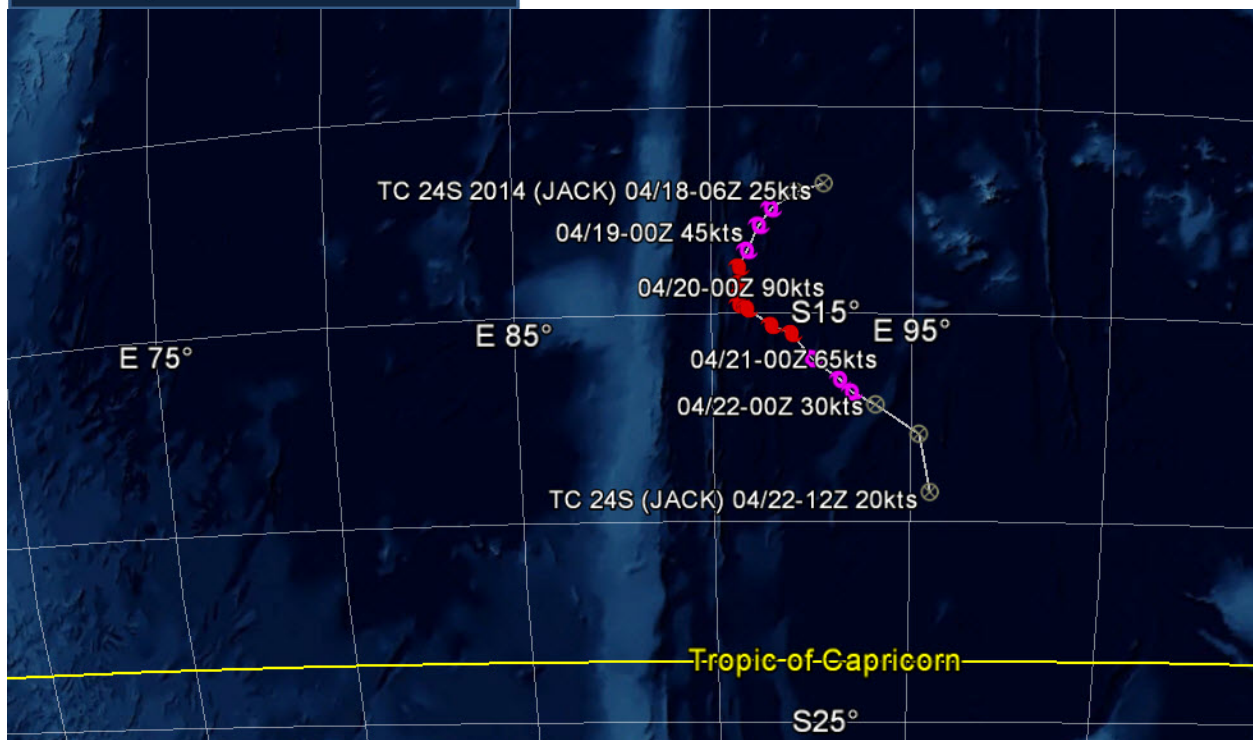 TC 24S 2014 (JACK) 04/18-06Z 25kts
04/19-00Z 45kts
04/20-00Z 90kts
S15°
E 75°
E 85°
E 95°
04/21-00Z 65kts
04/22-00Z 30kts
TC 24S (JACK) 04/22-12Z 20kts
Tropic-of-Capricorn
S25°